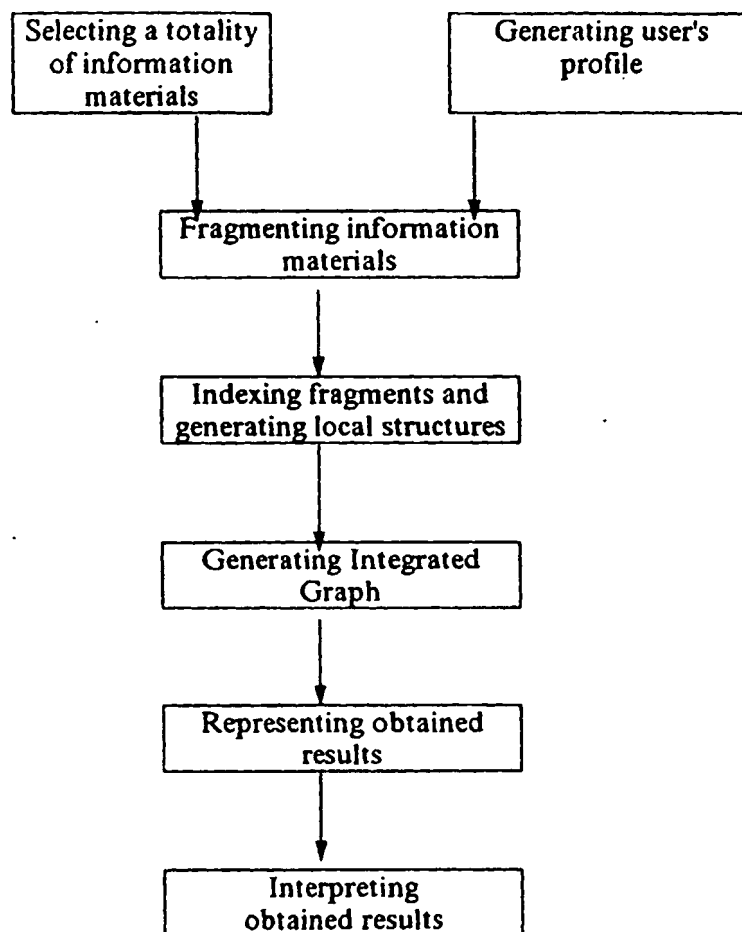 Selecting a totality
of information
materials
Generating user's
profile
Fragmenting information
materials
Indexing fragments and
generating local structures
Generating Integrated
Graph
Representing obtained
results
Interpreting
obtained results